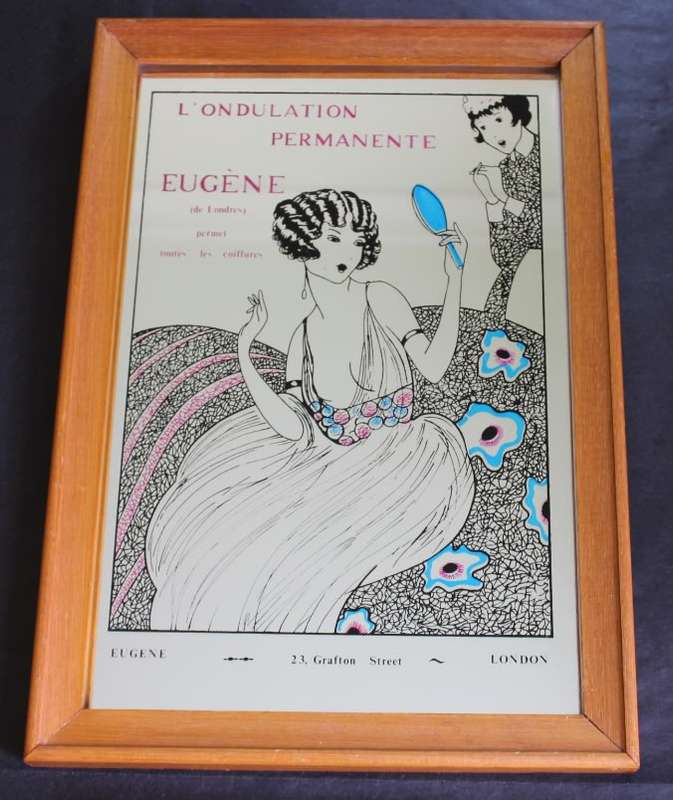 L'ONDULATION
PERMANENTE
EUGÈNE
(de Londres)
permet
toutes les coiffures
EUGENE 23, Grafton Street ~ LONDON